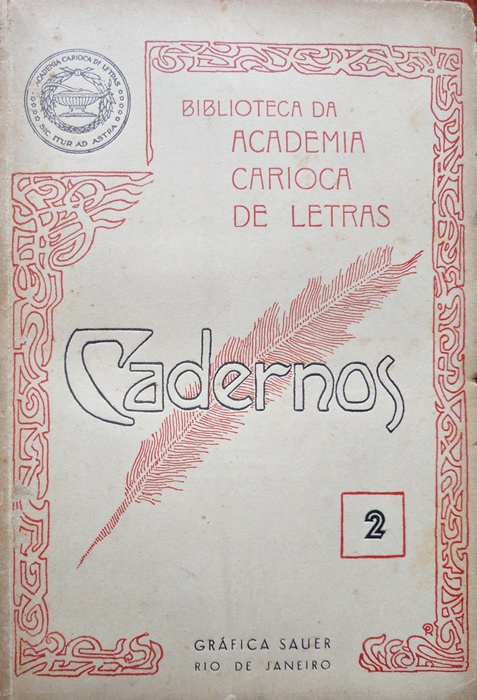 ACADEMIA CARIOCA DE LETRAS
SIC ITUR AD ASTRA
BIBLIOTECA DA
ACADEMIA
CARIOCA
DE LETRAS
Cadernos
2
GRÁFICA SAUER
RIO DE JANEIRO